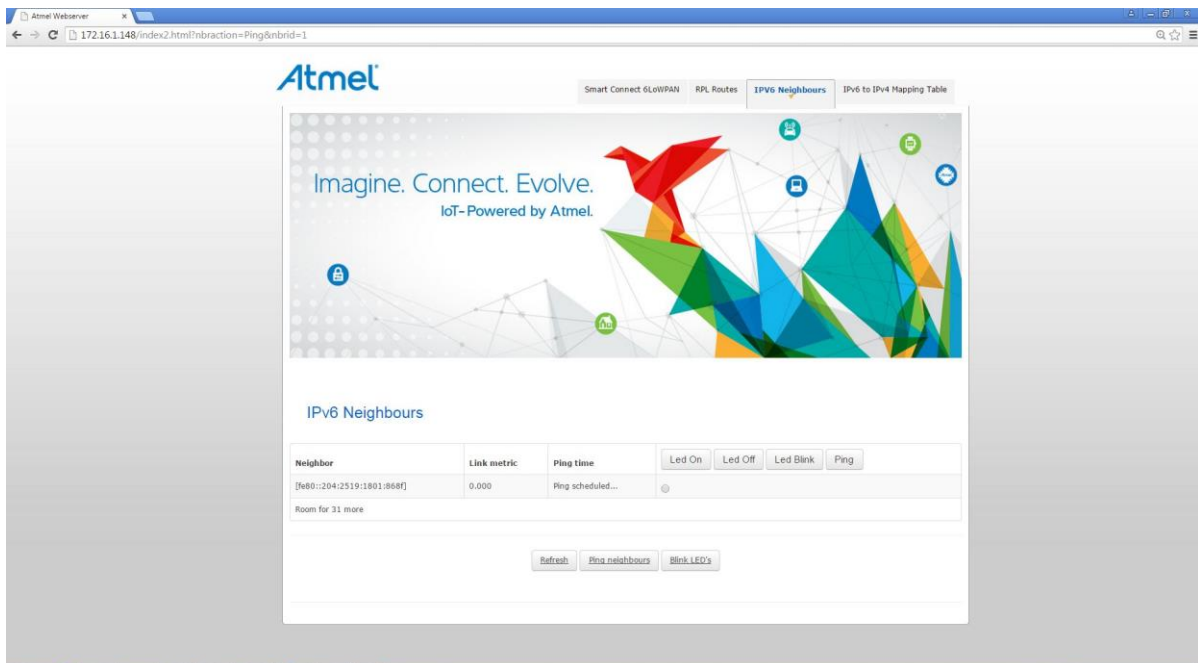 Atmel Webserver
172.16.1.148/index2.html?nbraction=Ping&nbrid=1
Atmel
Smart Connect 6LoWPAN RPL Routes IPV6 Neighbours IPv6 to IPv4 Mapping Table
Imagine. Connect. Evolve.
IoT-Powered by Atmel.
IPv6 Neighbours
Neighbor Link metric Ping time Led On Led Off Led Blink Ping
[fe80::204:2519:1801:868f] 0.000 Ping scheduled...
Room for 31 more
Refresh Ping neighbours Blink LED's